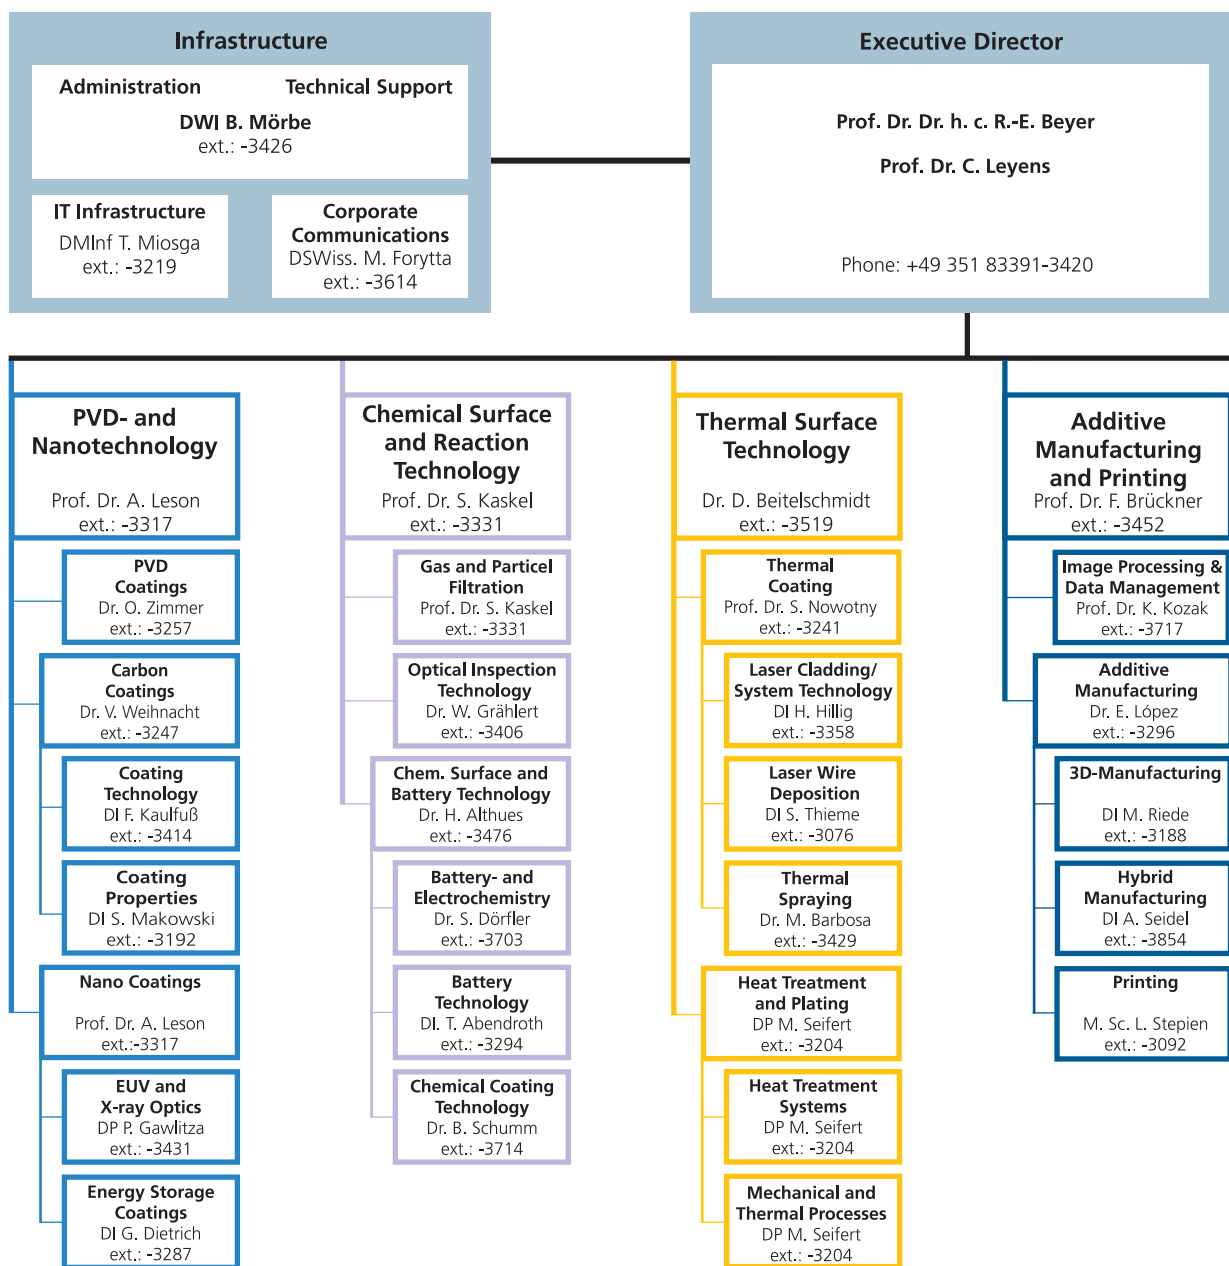 Infrastructure
Administration
Technical Support
DWI B. Mörbe
ext.: -3426
IT Infrastructure
DMInf T. Miosga
ext.: -3219
Corporate
Communications
DSWiss. M. Forytta
ext.: -3614
Executive Director
Prof. Dr. Dr. h. c. R.-E. Beyer
Prof. Dr. C. Leyens
Phone: +49 351 83391-3420
PVD- and
Nanotechnology
Prof. Dr. A. Leson
ext.: -3317
PVD
Coatings
Dr. O. Zimmer
ext.: -3257
Carbon
Coatings
Dr. V. Weihnacht
ext.: -3247
Coating
Technology
DI F. Kaulfuß
ext.: -3414
Coating
Properties
DI S. Makowski
ext.: -3192
Nano Coatings
Prof. Dr. A. Leson
ext.:-3317
EUV and
X-ray Optics
DP P. Gawlitza
ext.: -3431
Energy Storage
Coatings
DI G. Dietrich
ext.: -3287
Chemical Surface
and Reaction
Technology
Prof. Dr. S. Kaskel
ext.: -3331
Gas and Particel
Filtration
Prof. Dr. S. Kaskel
ext.: -3331
Optical Inspection
Technology
Dr. W. Grählert
ext.: -3406
Chem. Surface and
Battery Technology
Dr. H. Althues
ext.: -3476
Battery- and
Electrochemistry
Dr. S. Dörfler
ext.: -3703
Battery
Technology
DI. T. Abendroth
ext.: -3294
Chemical Coating
Technology
Dr. B. Schumm
ext.: -3714
Thermal Surface
Technology
Dr. D. Beitelschmidt
ext.: -3519
Thermal
Coating
Prof. Dr. S. Nowotny
ext.: -3241
Laser Cladding/
System Technology
DI H. Hillig
ext.: -3358
Laser Wire
Deposition
DI S. Thieme
ext.: -3076
Thermal
Spraying
Dr. M. Barbosa
ext.: -3429
Heat Treatment
and Plating
DP M. Seifert
ext.: -3204
Heat Treatment
Systems
DP M. Seifert
ext.: -3204
Mechanical and
Thermal Processes
DP M. Seifert
ext.: -3204
Additive
Manufacturing
and Printing
Prof. Dr. F. Brückner
ext.: -3452
Image Processing &
Data Management
Prof. Dr. K. Kozak
ext.: -3717
Additive
Manufacturing
Dr. E. López
ext.: -3296
3D-Manufacturing
DI M. Riede
ext.: -3188
Hybrid
Manufacturing
DI A. Seidel
ext.: -3854
Printing
M. Sc. L. Stepien
ext.: -3092